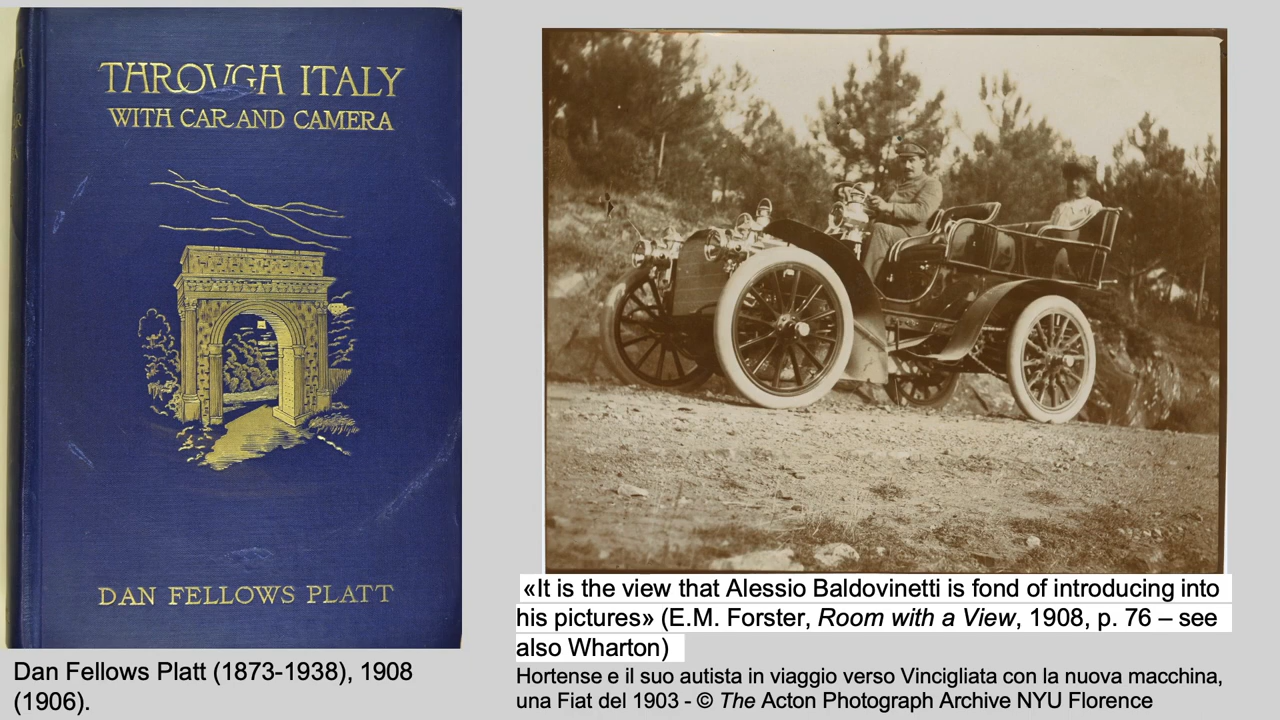 THROUGH ITALY
WITH CAR AND CAMERA
DAN FELLOWS PLATT
Dan Fellows Platt (1873-1938), 1908
(1906).
«It is the view that Alessio Baldovinetti is fond of introducing into
his pictures» (E.M. Forster, Room with a View, 1908, p. 76 – see
also Wharton)
Hortense e il suo autista in viaggio verso Vincigliata con la nuova macchina,
una Fiat del 1903 - © The Acton Photograph Archive NYU Florence